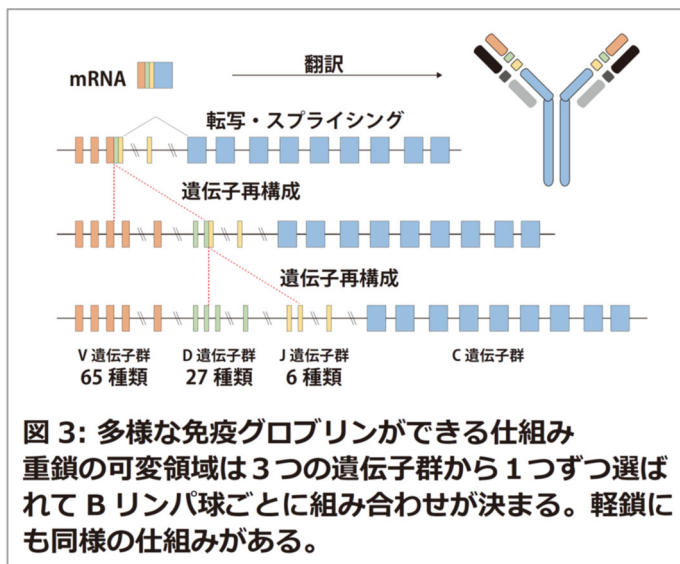 mRNA
翻訳
転写・スプライシング
遺伝子再構成
遺伝子再構成
V 遺伝子群
65 種類
D 遺伝子群
27 種類
J 遺伝子群
6 種類
C 遺伝子群
図 3: 多様な免疫グロブリンができる仕組み
重鎖の可変領域は３つの遺伝子群から１つずつ選ば
れて B リンパ球ごとに組み合わせが決まる。軽鎖に
も同様の仕組みがある。